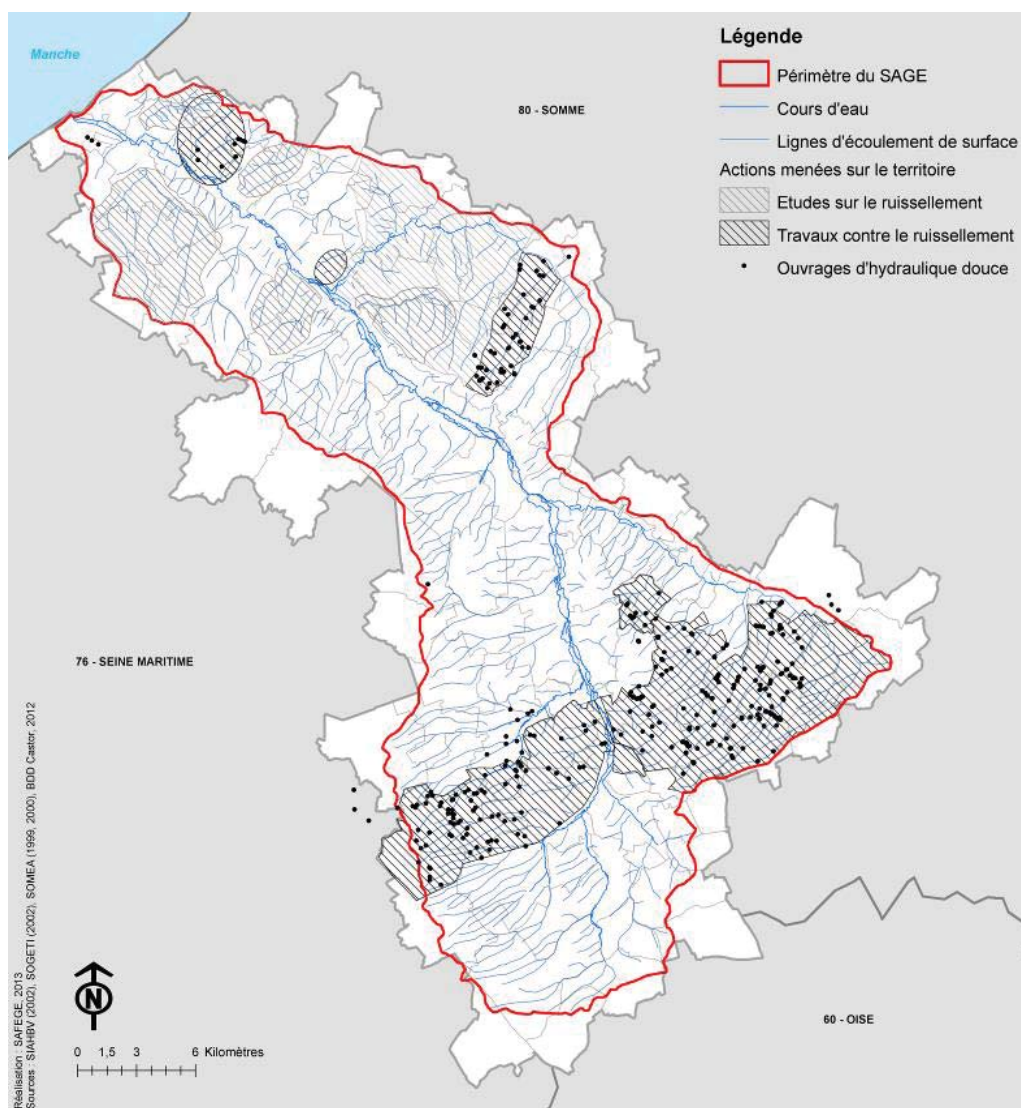 Manche
80 - SOMME
Légende
Périmètre du SAGE
Cours d'eau
Lignes d'écoulement de surface
Actions menées sur le territoire
Etudes sur le ruissellement
Travaux contre le ruissellement
Ouvrages d'hydraulique douce
76 - SEINE MARITIME
60 - OISE
N
0 1,5 3 6 Kilomètres
Réalisation : SAFEGE, 2013
Sources : SIAHBV (2002), SOGETI (2002), SOMEA (1999, 2000), BDD Castor, 2012